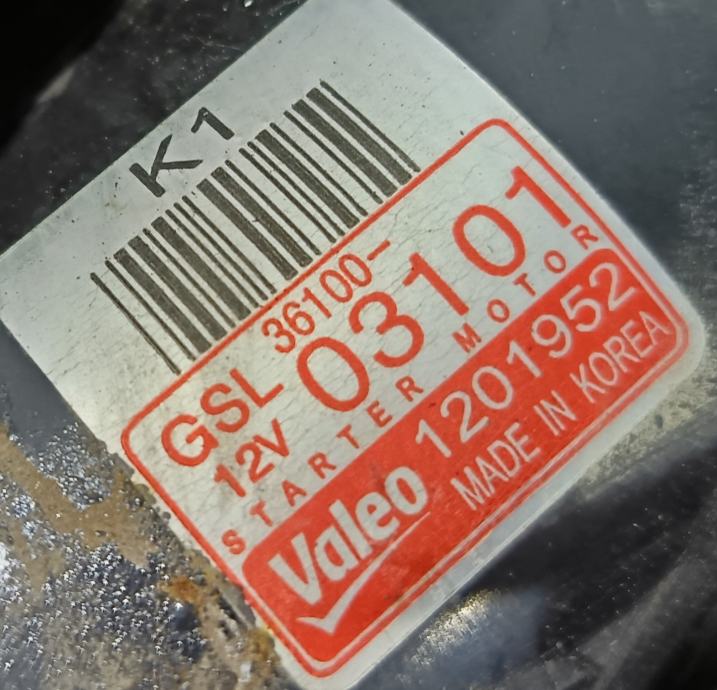 K1
GSL 36100-
12V 03101
STARTER MOTOR
Valeo 1201952
MADE IN KOREA